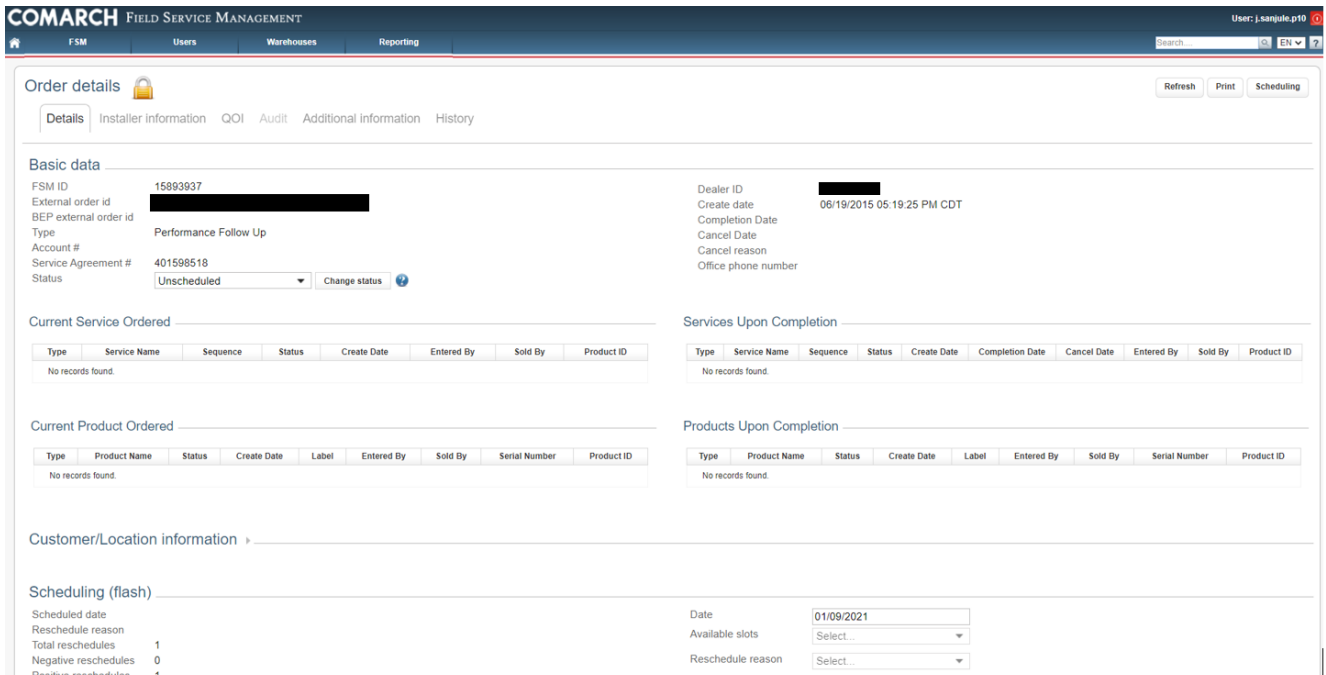 COMARCH FIELD SERVICE MANAGEMENT
User: j.sanjule.p10
FSM Users Warehouses Reporting
Search... EN ?
Order details
Refresh Print Scheduling
Details Installer information QOI Audit Additional information History
Basic data
FSM ID 15893937
External order id
BEP external order id
Type Performance Follow Up
Account #
Service Agreement # 401598518
Status Unscheduled Change status ?
Dealer ID
Create date 06/19/2015 05:19:25 PM CDT
Completion Date
Cancel Date
Cancel reason
Office phone number
Current Service Ordered
Type Service Name Sequence Status Create Date Entered By Sold By Product ID
No records found.
Services Upon Completion
Type Service Name Sequence Status Create Date Completion Date Cancel Date Entered By Sold By Product ID
No records found.
Current Product Ordered
Type Product Name Status Create Date Label Entered By Sold By Serial Number Product ID
No records found.
Products Upon Completion
Type Product Name Status Create Date Label Entered By Sold By Serial Number Product ID
No records found.
Customer/Location information
Scheduling (flash)
Scheduled date
Reschedule reason
Total reschedules 1
Negative reschedules 0
Positive reschedules 1
Date 01/09/2021
Available slots Select...
Reschedule reason Select...